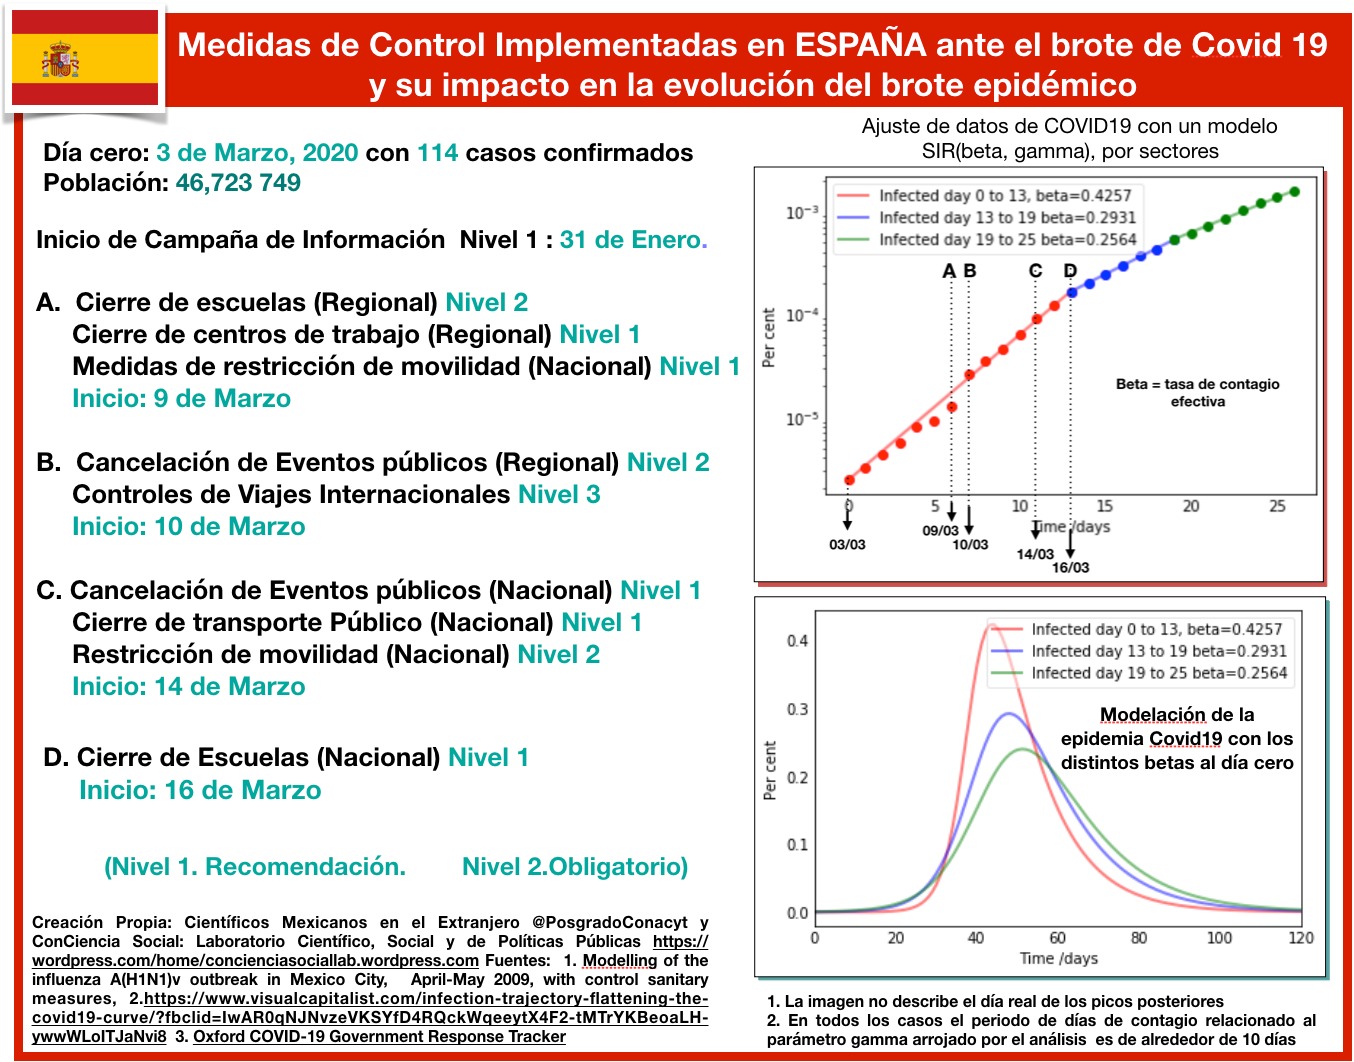 Medidas de Control Implementadas en ESPAÑA ante el brote de Covid 19
y su impacto en la evolución del brote epidémico
Día cero: 3 de Marzo, 2020 con 114 casos confirmados
Población: 46,723 749
Inicio de Campaña de Información  Nivel 1 : 31 de Enero.
A.  Cierre de escuelas (Regional) Nivel 2
Cierre de centros de trabajo (Regional) Nivel 1
Medidas de restricción de movilidad (Nacional) Nivel 1
Inicio: 9 de Marzo
B.  Cancelación de Eventos públicos (Regional) Nivel 2
Controles de Viajes Internacionales Nivel 3
Inicio: 10 de Marzo
C. Cancelación de Eventos públicos (Nacional) Nivel 1
Cierre de transporte Público (Nacional) Nivel 1
Restricción de movilidad (Nacional) Nivel 2
Inicio: 14 de Marzo
D. Cierre de Escuelas (Nacional) Nivel 1
Inicio: 16 de Marzo
(Nivel 1. Recomendación.    Nivel 2.Obligatorio)
Creación Propia: Científicos Mexicanos en el Extranjero @PosgradoConacyt y
ConCiencia Social: Laboratorio Científico, Social y de Políticas Públicas https://
wordpress.com/home/concienciasociallab.wordpress.com Fuentes: 1. Modelling of the
influenza A(H1N1)v outbreak in Mexico City, April-May 2009, with control sanitary
measures, 2.https://www.visualcapitalist.com/infection-trajectory-flattening-the-
covid19-curve/?fbclid=IwAR0qNJNvzeVKSYfD4RQckWqeeytX4F2-tMTrYKBeoaLH-
ywwWLoITJaNvi8 3. Oxford COVID-19 Government Response Tracker
Ajuste de datos de COVID19 con un modelo
SIR(beta, gamma), por sectores
Infected day 0 to 13, beta=0.4257
Infected day 13 to 19 beta=0.2931
Infected day 19 to 25 beta=0.2564
10⁻³
10⁻⁴
10⁻⁵
Per cent
A B C D
Beta = tasa de contagio
efectiva
0 5 10 15 20 25
Time /days
03/03
09/03
10/03
14/03
16/03
Infected day 0 to 13, beta=0.4257
Infected day 13 to 19 beta=0.2931
Infected day 19 to 25 beta=0.2564
Modelación de la
epidemia Covid19 con los
distintos betas al día cero
0.4
0.3
0.2
0.1
0.0
Per cent
0 20 40 60 80 100 120
Time /days
1. La imagen no describe el día real de los picos posteriores
2. En todos los casos el periodo de días de contagio relacionado al
parámetro gamma arrojado por el análisis  es de alrededor de 10 días